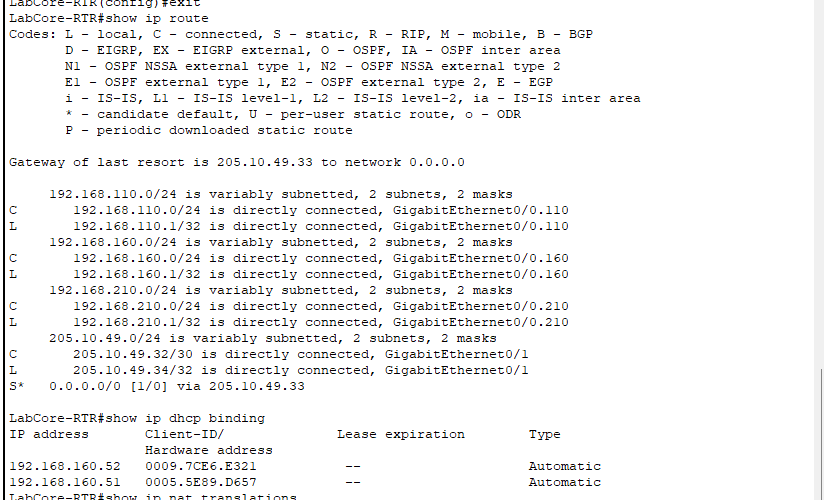 LabCore-RTR(config)#exit
LabCore-RTR#show ip route
Codes: L - local, C - connected, S - static, R - RIP, M - mobile, B - BGP
       D - EIGRP, EX - EIGRP external, O - OSPF, IA - OSPF inter area
       N1 - OSPF NSSA external type 1, N2 - OSPF NSSA external type 2
       E1 - OSPF external type 1, E2 - OSPF external type 2, E - EGP
       i - IS-IS, L1 - IS-IS level-1, L2 - IS-IS level-2, ia - IS-IS inter area
       * - candidate default, U - per-user static route, o - ODR
       P - periodic downloaded static route

Gateway of last resort is 205.10.49.33 to network 0.0.0.0

     192.168.110.0/24 is variably subnetted, 2 subnets, 2 masks
C       192.168.110.0/24 is directly connected, GigabitEthernet0/0.110
L       192.168.110.1/32 is directly connected, GigabitEthernet0/0.110
     192.168.160.0/24 is variably subnetted, 2 subnets, 2 masks
C       192.168.160.0/24 is directly connected, GigabitEthernet0/0.160
L       192.168.160.1/32 is directly connected, GigabitEthernet0/0.160
     192.168.210.0/24 is variably subnetted, 2 subnets, 2 masks
C       192.168.210.0/24 is directly connected, GigabitEthernet0/0.210
L       192.168.210.1/32 is directly connected, GigabitEthernet0/0.210
     205.10.49.0/24 is variably subnetted, 2 subnets, 2 masks
C       205.10.49.32/30 is directly connected, GigabitEthernet0/1
L       205.10.49.34/32 is directly connected, GigabitEthernet0/1
S*   0.0.0.0/0 [1/0] via 205.10.49.33

LabCore-RTR#show ip dhcp binding
IP address       Client-ID/              Lease expiration        Type
                 Hardware address
192.168.160.52   0009.7CE6.E321           --                     Automatic
192.168.160.51   0005.5E89.D657           --                     Automatic
LabCore-RTR#show ip nat translations